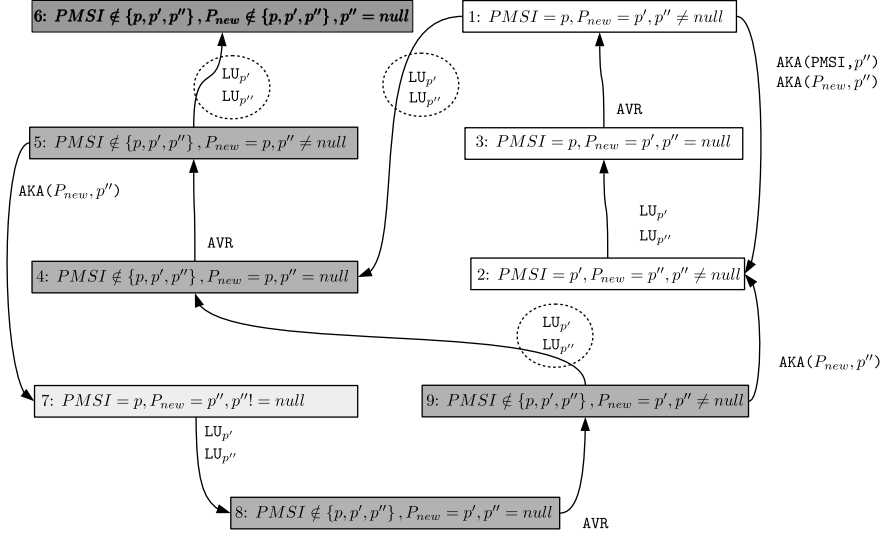 6: PMSI ∉ {p, p′, p″}, P_new ∉ {p, p′, p″}, p″ = null
1: PMSI = p, P_new = p′, p″ ≠ null
LU_p′
LU_p″
LU_p′
LU_p″
AKA(PMSI, p″)
AKA(P_new, p″)
AVR
5: PMSI ∉ {p, p′, p″}, P_new = p, p″ ≠ null
3: PMSI = p, P_new = p′, p″ = null
AKA(P_new, p″)
LU_p′
LU_p″
AVR
4: PMSI ∉ {p, p′, p″}, P_new = p, p″ = null
2: PMSI = p′, P_new = p″, p″ ≠ null
LU_p′
LU_p″
AKA(P_new, p″)
7: PMSI = p, P_new = p″, p″! = null
9: PMSI ∉ {p, p′, p″}, P_new = p′, p″ ≠ null
LU_p′
LU_p″
8: PMSI ∉ {p, p′, p″}, P_new = p′, p″ = null
AVR